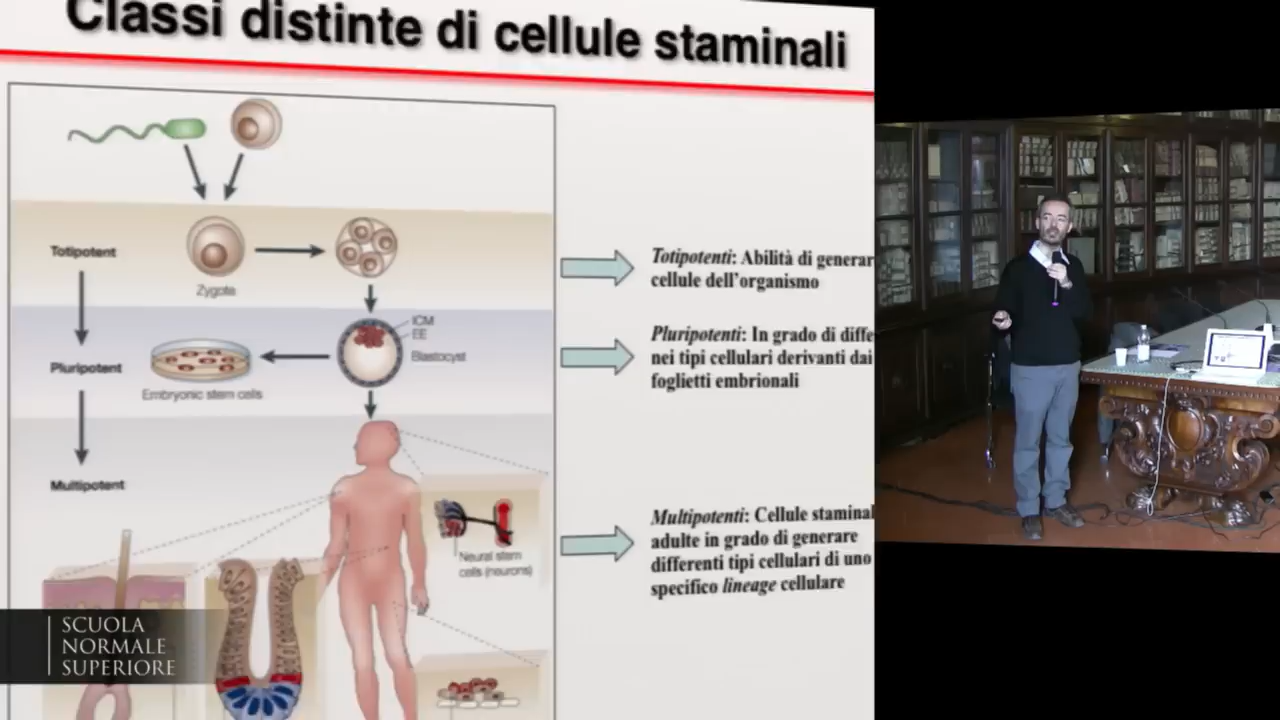 Classi distinte di cellule staminali
Totipotent
Zygote
Totipotenti: Abilità di generar
cellule dell'organismo
ICM
EE
Blastocyst
Pluripotent
Embryonic stem cells
Pluripotenti: In grado di diffe
nei tipi cellulari derivanti dai
foglietti embrionali
Multipotent
Neural stem
cells (neurons)
Multipotenti: Cellule staminal
adulte in grado di generare
differenti tipi cellulari di uno
specifico lineage cellulare
SCUOLA
NORMALE
SUPERIORE